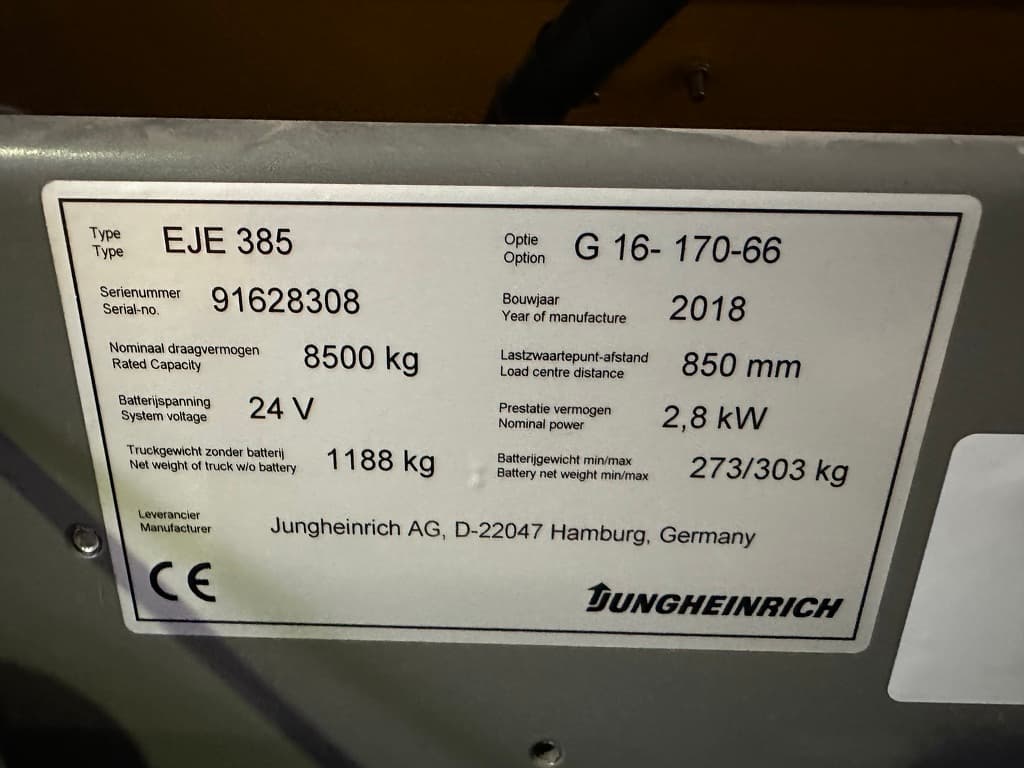 Type EJE 385 Optie G 16- 170-66
Type Option
Serienummer 91628308 Bouwjaar 2018
Serial-no. Year of manufacture
Nominaal draagvermogen 8500 kg Lastzwaartepunt-afstand 850 mm
Rated Capacity Load centre distance
Batterijspanning 24 V Prestatie vermogen 2,8 kW
System voltage Nominal power
Truckgewicht zonder batterij 1188 kg Batterijgewicht min/max 273/303 kg
Net weight of truck w/o battery Battery net weight min/max
Leverancier Jungheinrich AG, D-22047 Hamburg, Germany
Manufacturer
CE JUNGHEINRICH